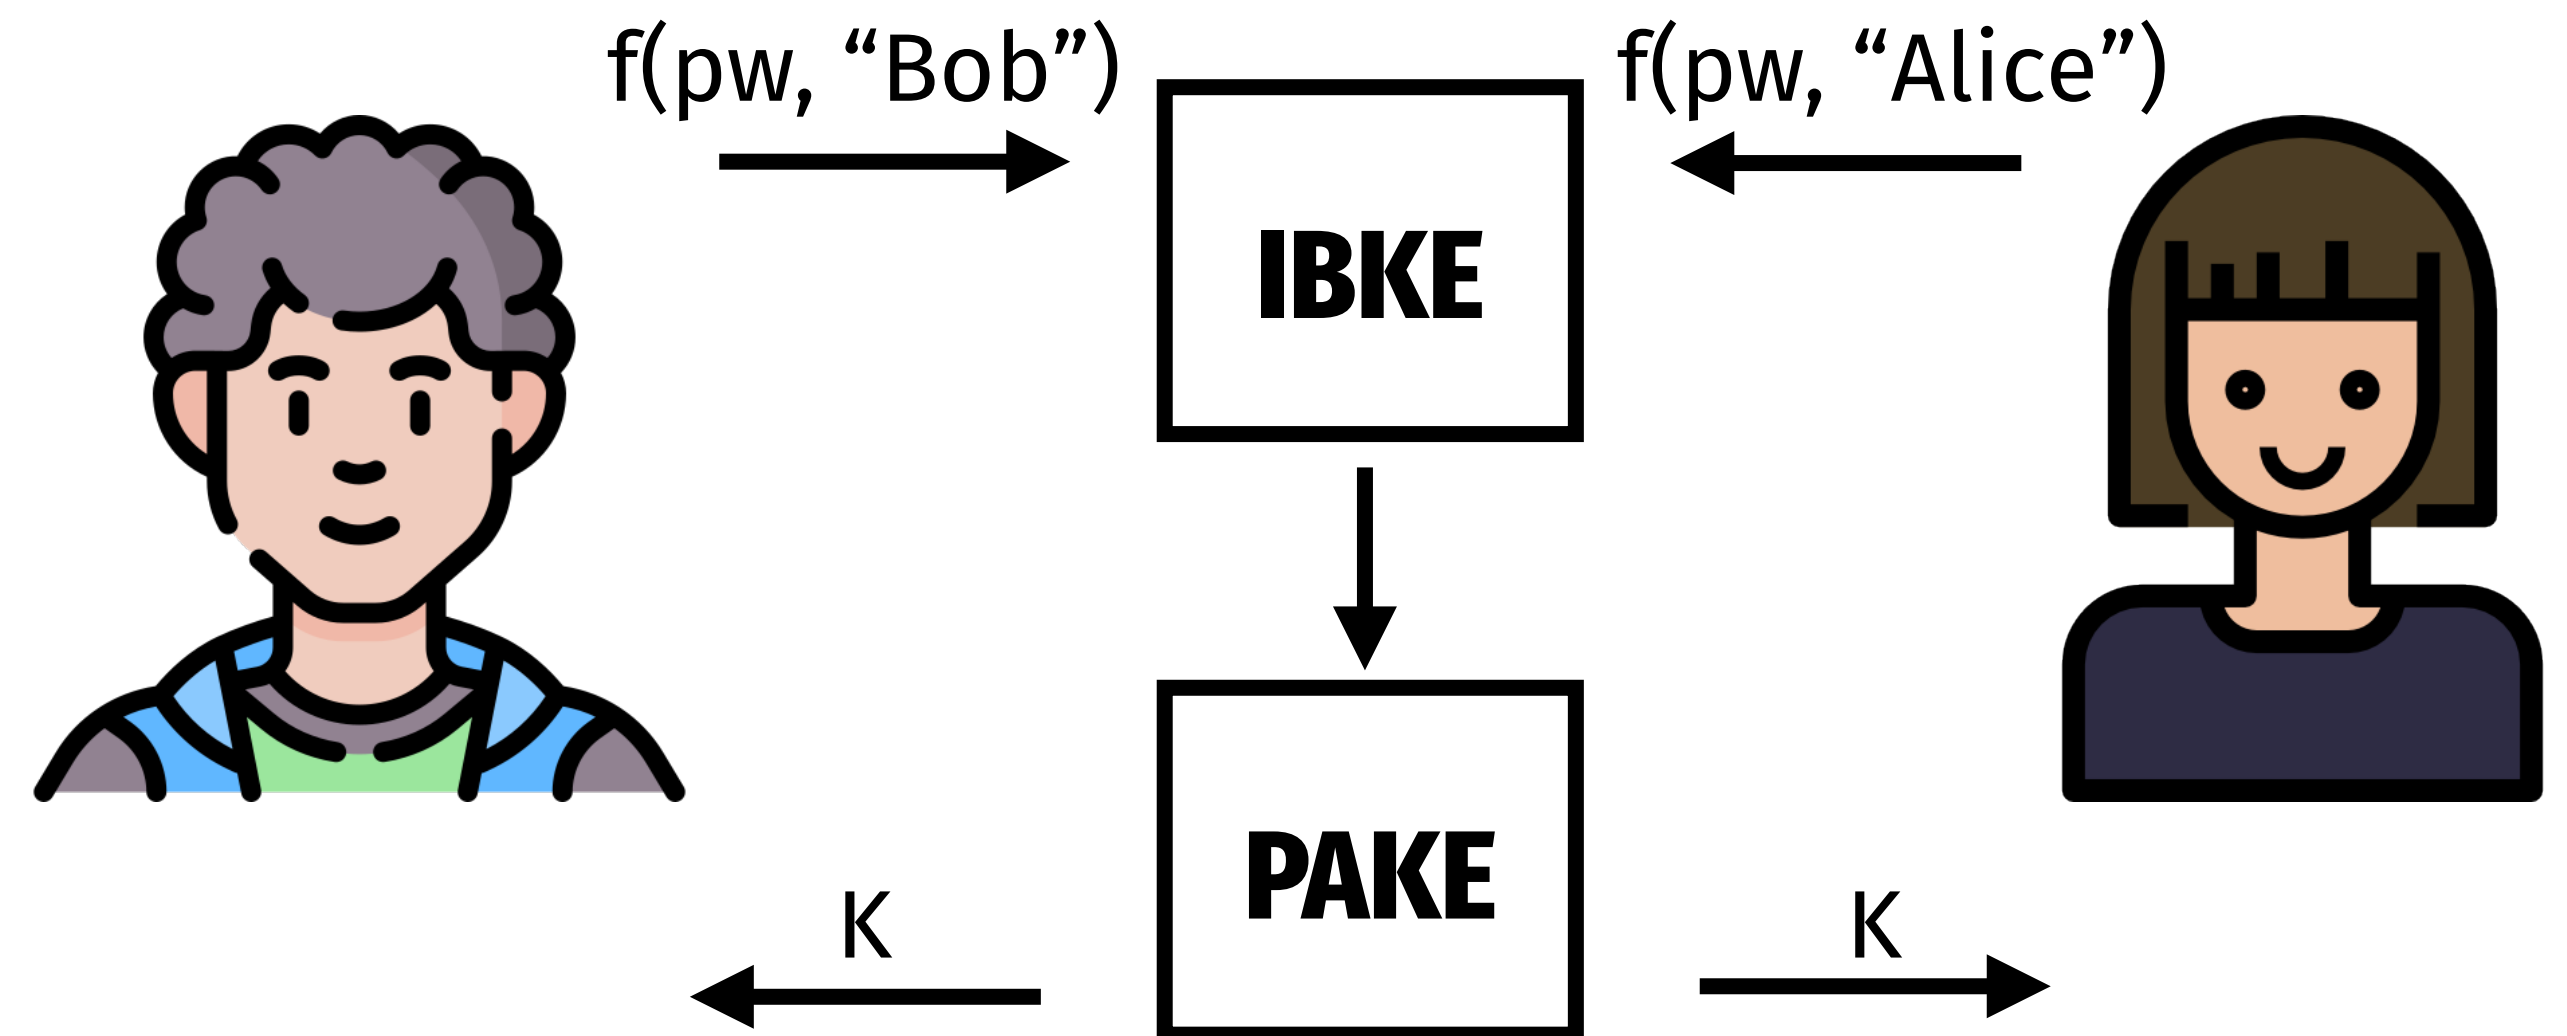 f(pw, “Bob”)
f(pw, “Alice”)
IBKE
PAKE
K
K